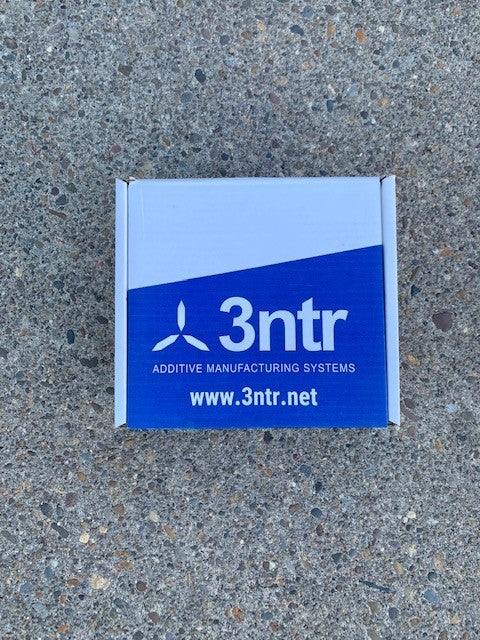 3ntr
ADDITIVE MANUFACTURING SYSTEMS
www.3ntr.net